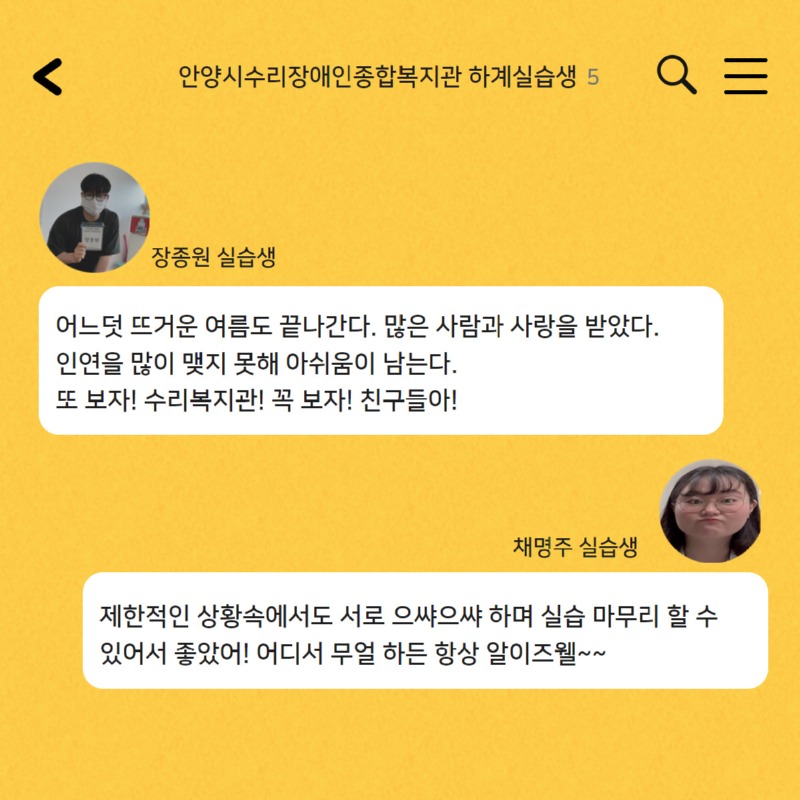 안양시수리장애인종합복지관 하계실습생 5
장종원 실습생
어느덧 뜨거운 여름도 끝나간다. 많은 사람과 사랑을 받았다.
인연을 많이 맺지 못해 아쉬움이 남는다.
또 보자! 수리복지관! 꼭 보자! 친구들아!
채명주 실습생
제한적인 상황속에서도 서로 으쌰으쌰 하며 실습 마무리 할 수
있어서 좋았어! 어디서 무얼 하든 항상 알이즈웰~~